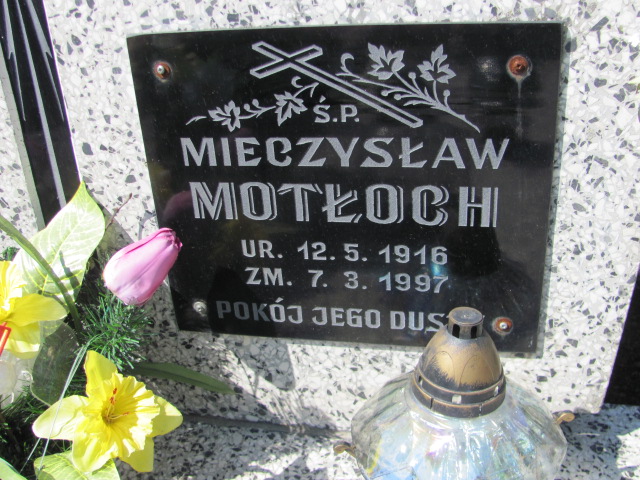 Ś.P.
MIECZYSŁAW
MOTŁOCH
UR. 12.5.1916
ZM. 7.3.1997
POKÓJ JEGO